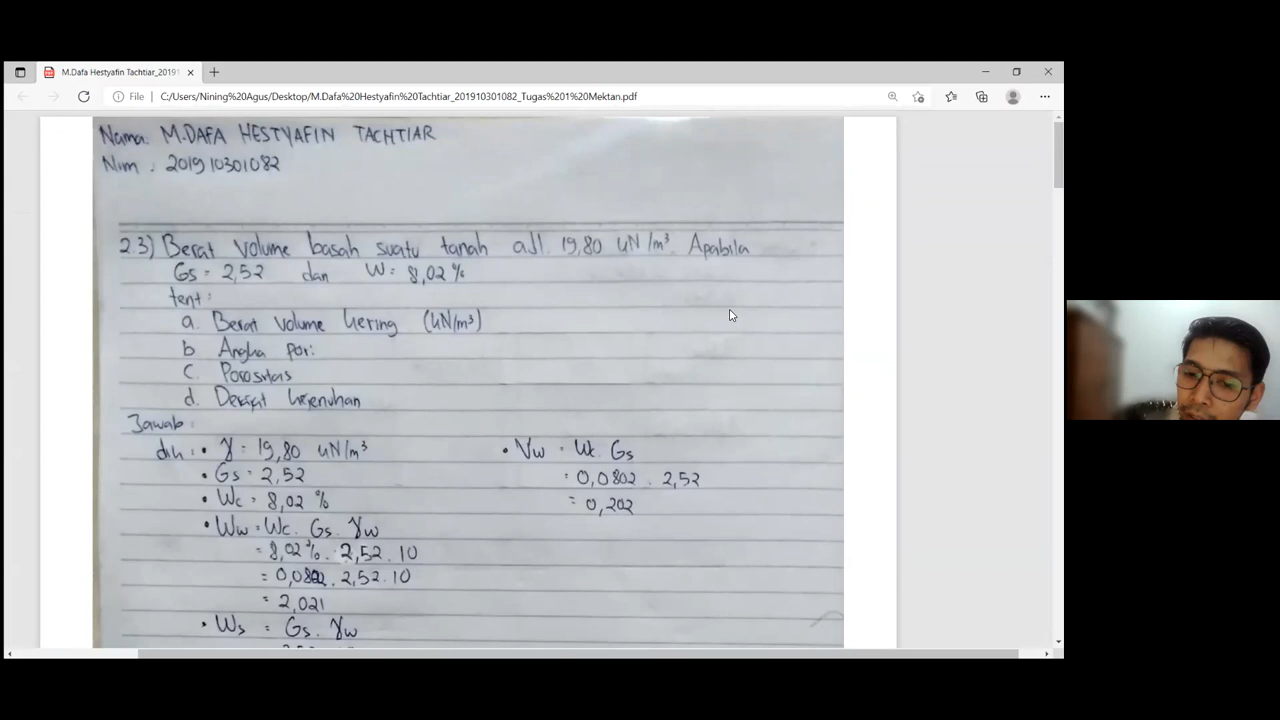 M.Dafa Hestyafin Tachtiar_20191
File
C:/Users/Nining%20Agus/Desktop/M.Dafa%20Hestyafin%20Tachtiar_201910301082_Tugas%201%20Mektan.pdf
Nama: M.DAFA HESTYAFIN TACHTIAR
Nim : 201910301082
2.3) Berat volume basah suatu tanah adl. 19,80 kN/m³. Apabila
Gs = 2,52 dan W = 8,02 %
tent :
a. Berat volume kering (kN/m³)
b Angka pori
c. Porositas
d. Derajat kejenuhan
Jawab :
dik : • γ = 19,80 kN/m³
• Gs = 2,52
• Wc = 8,02 %
• Ww = Wc. Gs. γw
= 8,02 % . 2,52 . 10
= 0,0802 . 2,52 . 10
= 2,021
• Ws = Gs. γw
• Vw = Wc. Gs
= 0,0802 . 2,52
= 0,202